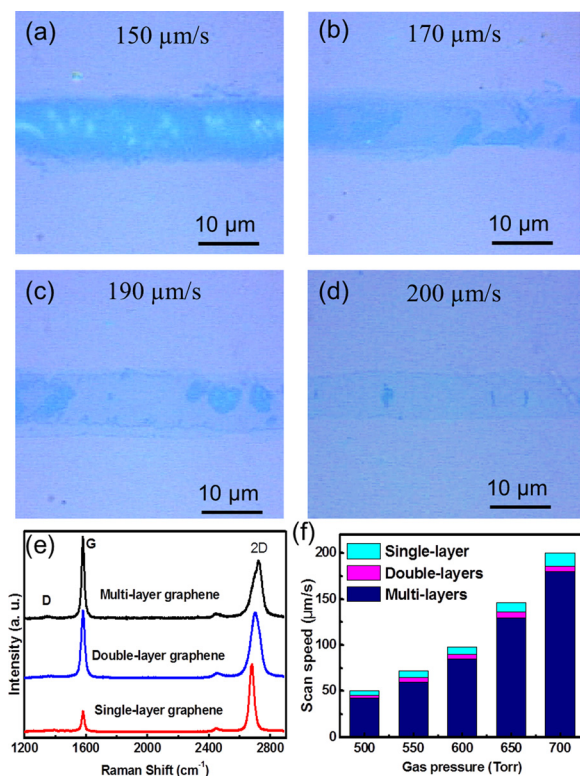 (a)
150 µm/s
10 µm
(b)
170 µm/s
10 µm
(c)
190 µm/s
10 µm
(d)
200 µm/s
10 µm
(e)
G
2D
D
Multi-layer graphene
Double-layer graphene
Single-layer graphene
Intensity (a. u.)
1200 1600 2000 2400 2800
Raman Shift (cm⁻¹)
(f)
Single-layer
Double-layers
Multi-layers
Scan speed (µm/s)
200
150
100
50
0
500 550 600 650 700
Gas pressure (Torr)